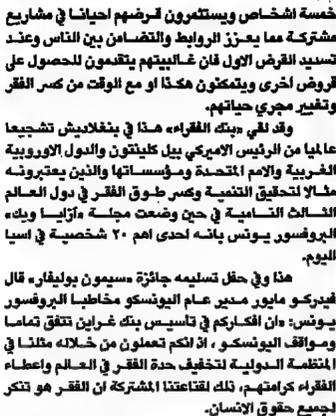 خمسة اشخاص ويستثمرون قرضهم احيانا في مشاريع
مشتركة مما يعزز الروابط والتضامن بين الناس وعند
تسديد القرض الاول فان غالبيتهم يتقدمون للحصول على
قروض اخرى ويتمكنون هكذا او مع الوقت من كسر الفقر
وتغيير مجرى حياتهم.
وقد لقي «بنك الفقراء» هذا في بنغلاديش تشجيعا
عالميا من الرئيس الاميركي بيل كلينتون والدول الاوروبية
الغربية والامم المتحدة ومؤسساتها والذين يعتبرونه
مثالا لتحقيق التنمية وكسر طوق الفقر في دول العالم
الثالث النامية في حين وضعت مجلة «أزايا ويك»
البروفسور يونس بانه احدى اهم ٢٠ شخصية في اسيا
اليوم.
هذا وفي حفل تسليمه جائزة «سيمون بوليفار» قال
فيدركو مايور مدير عام اليونسكو مخاطبا البروفسور
يونس: «ان افكاركم في تأسيس بنك غراين تتفق تماما
ومواقف اليونسكو ، اذ انكم تعملون من خلاله مثلنا في
المنظمة الدولية لتخفيف حدة الفقر في العالم واعطاء
الفقراء كرامتهم، ذلك لقناعتنا المشتركة ان الفقر هو تنكر
لجميع حقوق الانسان.